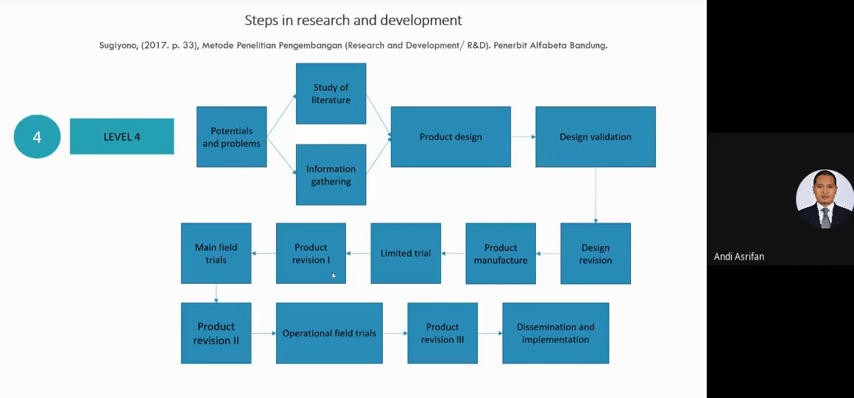 Steps in research and development
Sugiyono, (2017. p. 33), Metode Penelitian Pengembangan (Research and Development/ R&D). Penerbit Alfabeta Bandung.
4
LEVEL 4
Potentials
and problems
Study of
literature
Information
gathering
Product design
Design validation
Main field
trials
Product
revision I
Limited trial
Product
manufacture
Design
revision
Product
revision II
Operational field trials
Product
revision III
Dissemination and
implementation
Andi Asrifan